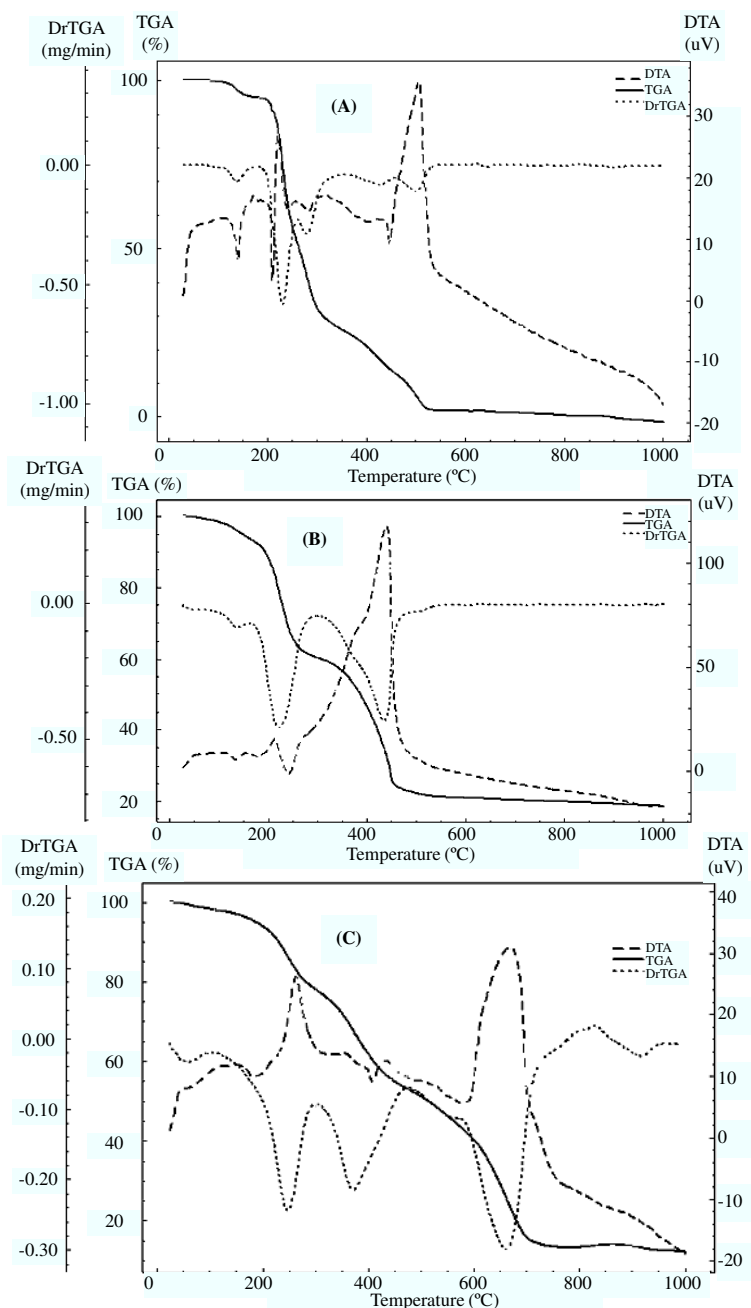 DrTGA TGA DTA
(mg/min) (%) (uV)
DTA
TGA
DrTGA
(A)
100
50
0
0.00
-0.50
-1.00
30
20
10
0
-10
-20
0 200 400 600 800 1000
Temperature (ºC)
DrTGA TGA (%) DTA
(mg/min) (uV)
DTA
TGA
DrTGA
(B)
100
80
60
40
20
0.00
-0.50
100
50
0
0 200 400 600 800 1000
Temperature (ºC)
DrTGA TGA (%) DTA
(mg/min) (uV)
DTA
TGA
DrTGA
(C)
0.20
0.10
0.00
-0.10
-0.20
-0.30
100
80
60
40
20
40
30
20
10
0
-10
-20
0 200 400 600 800 1000
Temperature (ºC)